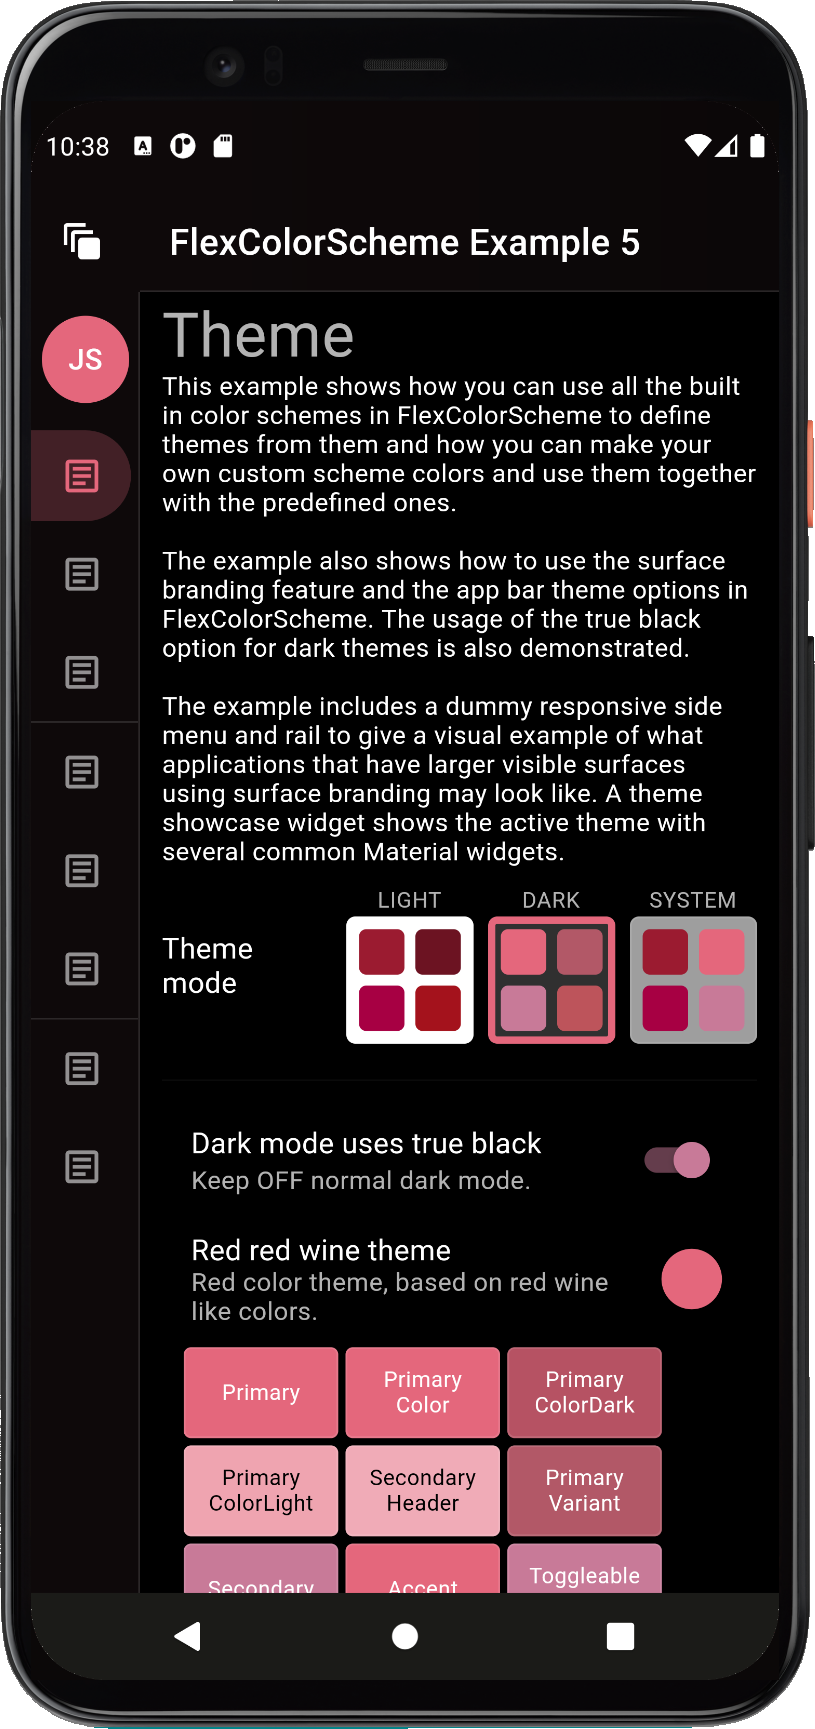 10:38
FlexColorScheme Example 5
JS
Theme
This example shows how you can use all the built
in color schemes in FlexColorScheme to define
themes from them and how you can make your
own custom scheme colors and use them together
with the predefined ones.
The example also shows how to use the surface
branding feature and the app bar theme options in
FlexColorScheme. The usage of the true black
option for dark themes is also demonstrated.
The example includes a dummy responsive side
menu and rail to give a visual example of what
applications that have larger visible surfaces
using surface branding may look like. A theme
showcase widget shows the active theme with
several common Material widgets.
LIGHT DARK SYSTEM
Theme
mode
Dark mode uses true black
Keep OFF normal dark mode.
Red red wine theme
Red color theme, based on red wine
like colors.
Primary
Primary
Color
Primary
ColorDark
Primary
ColorLight
Secondary
Header
Primary
Variant
Secondary
Accent
Toggleable